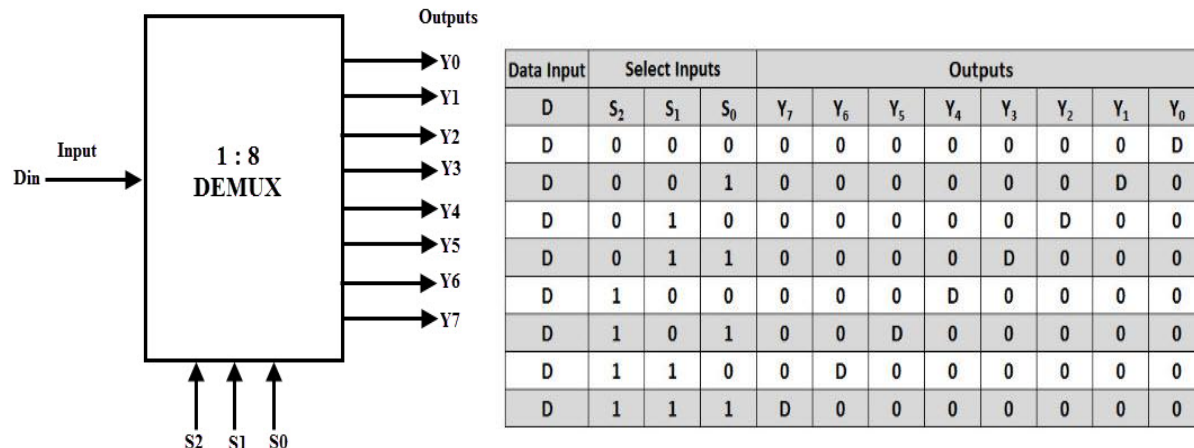 Outputs
Y0
Y1
Y2
Y3
Y4
Y5
Y6
Y7
Input
Din
1 : 8
DEMUX
S2 S1 S0
Data Input Select Inputs Outputs
D S₂ S₁ S₀ Y₇ Y₆ Y₅ Y₄ Y₃ Y₂ Y₁ Y₀
D 0 0 0 0 0 0 0 0 0 0 D
D 0 0 1 0 0 0 0 0 0 D 0
D 0 1 0 0 0 0 0 0 D 0 0
D 0 1 1 0 0 0 0 D 0 0 0
D 1 0 0 0 0 0 D 0 0 0 0
D 1 0 1 0 0 D 0 0 0 0 0
D 1 1 0 0 D 0 0 0 0 0 0
D 1 1 1 D 0 0 0 0 0 0 0